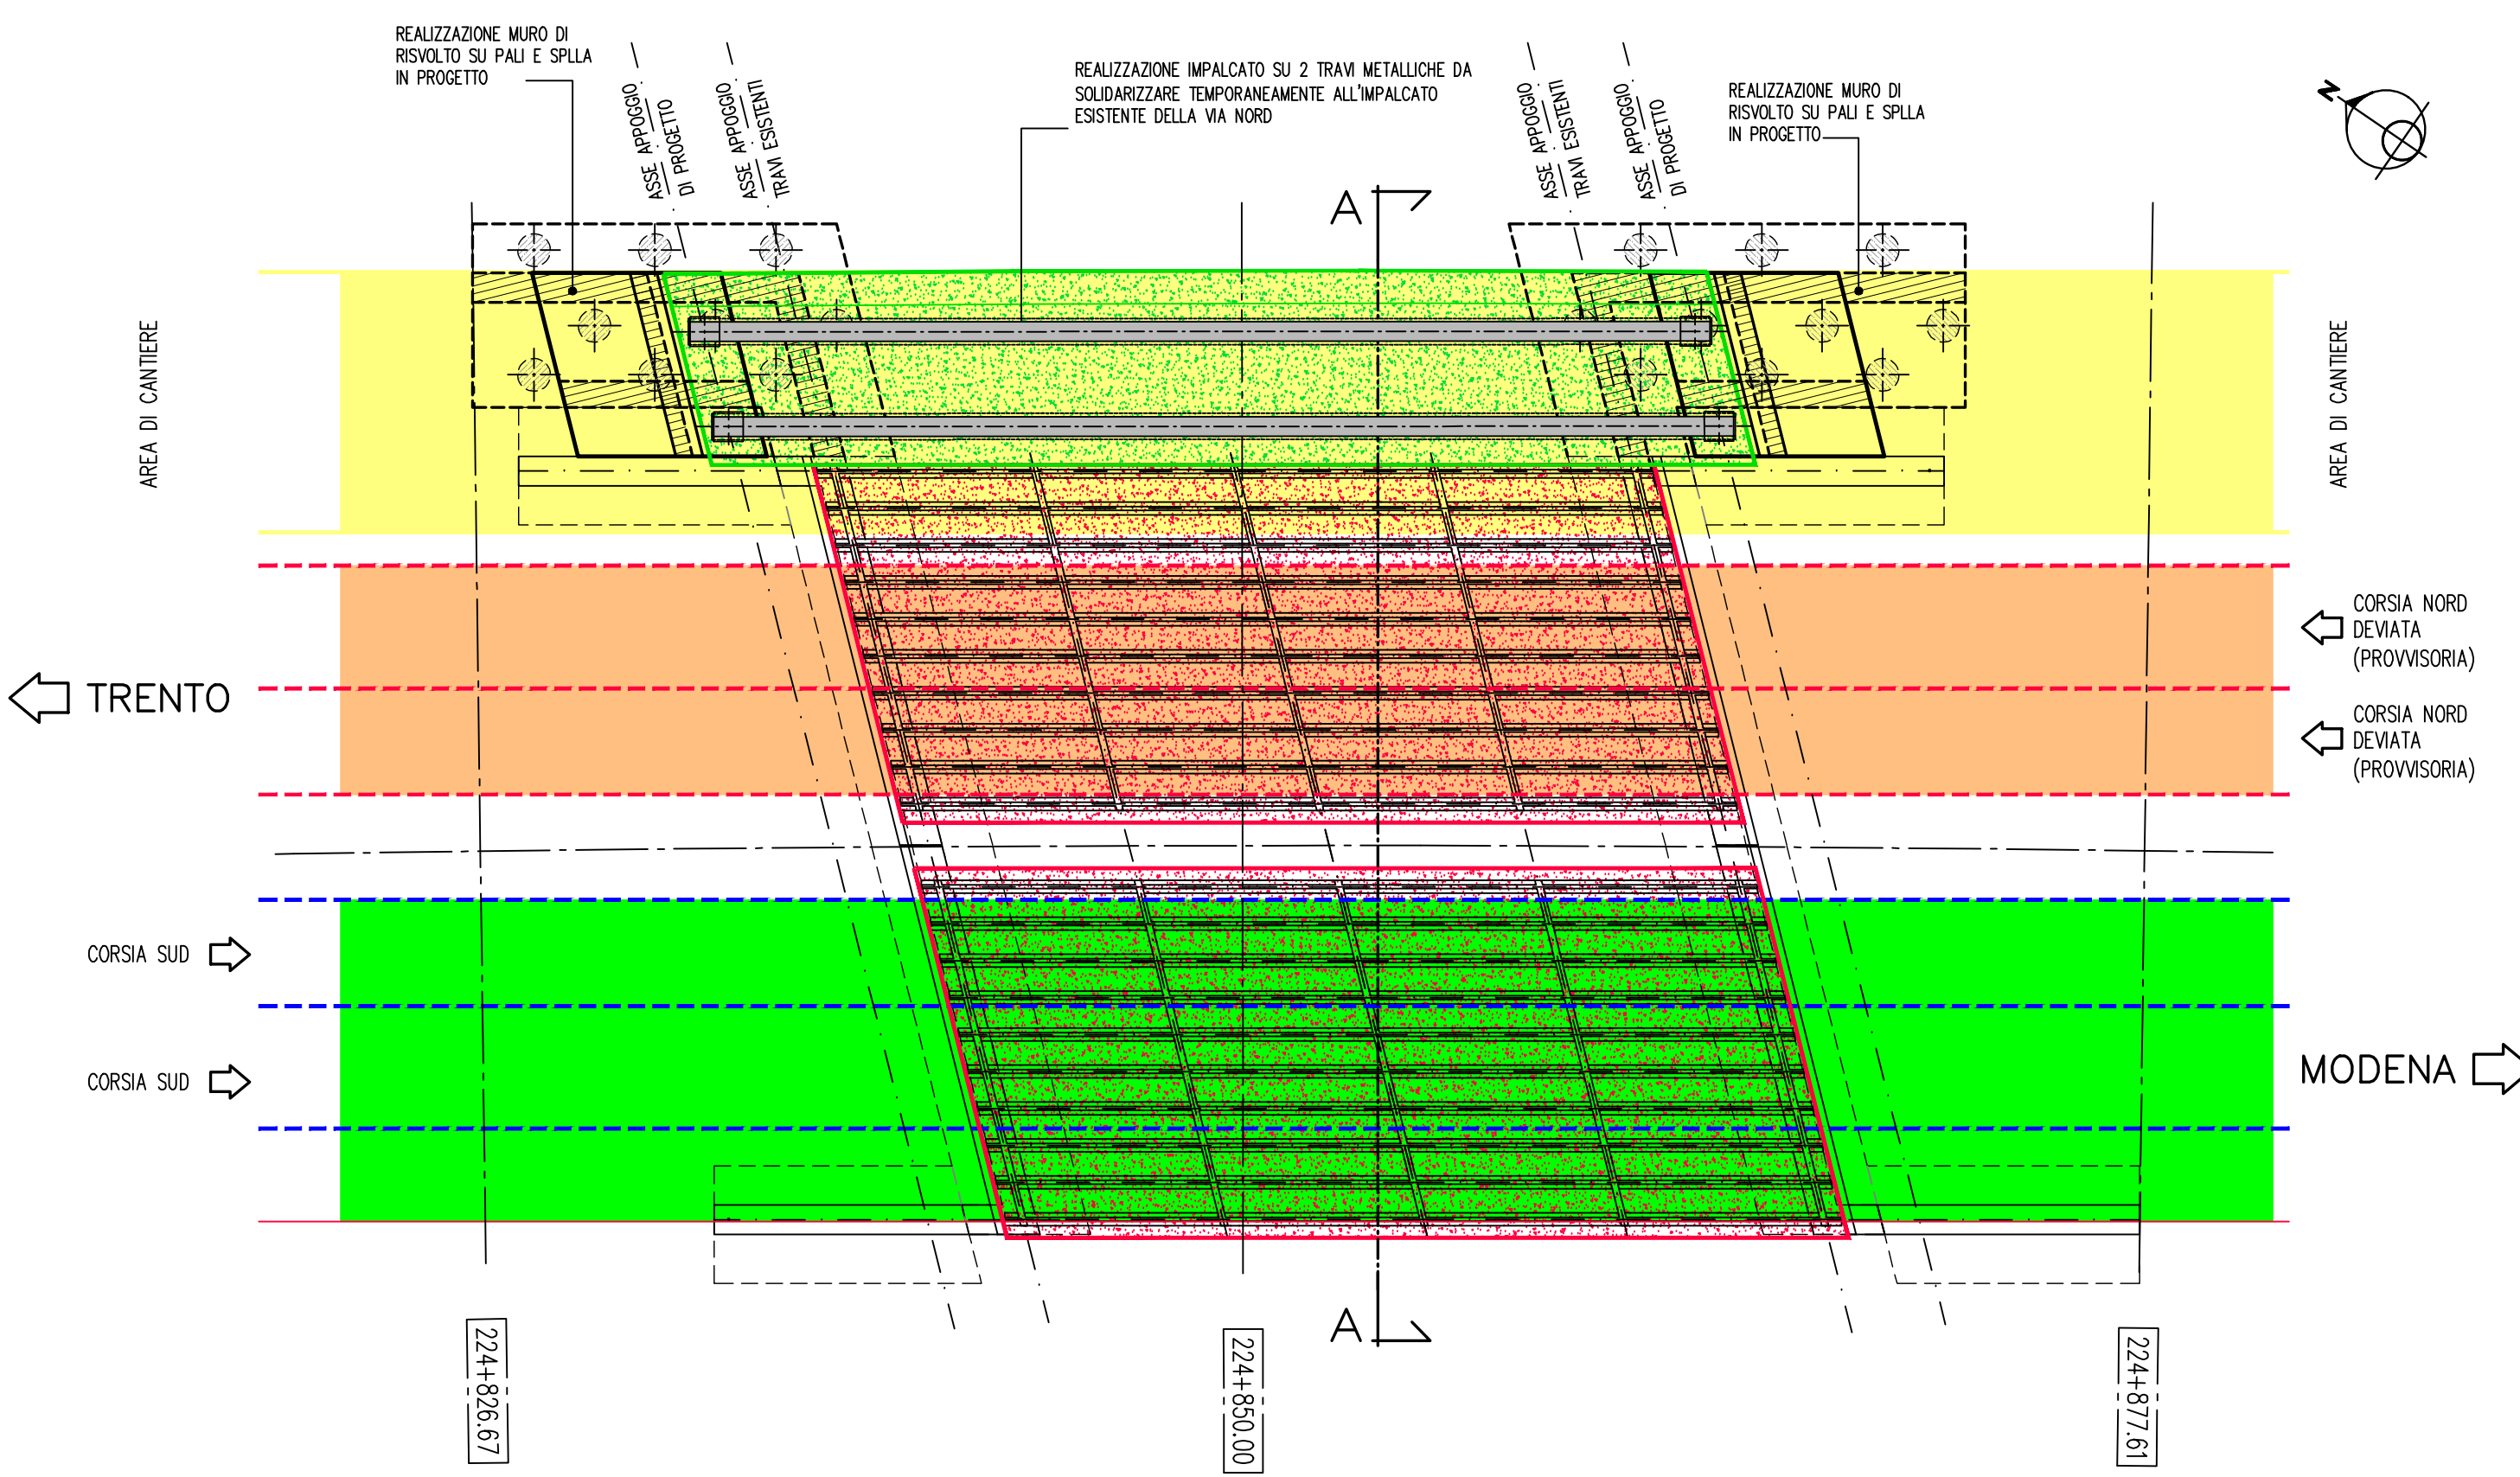 REALIZZAZIONE MURO DI
RISVOLTO SU PALI E SPLLA
IN PROGETTO
ASSE APPOGGIO
DI PROGETTO
ASSE APPOGGIO
TRAVI ESISTENTI
REALIZZAZIONE IMPALCATO SU 2 TRAVI METALLICHE DA
SOLIDARIZZARE TEMPORANEAMENTE ALL'IMPALCATO
ESISTENTE DELLA VIA NORD
ASSE APPOGGIO
TRAVI ESISTENTI
ASSE APPOGGIO
DI PROGETTO
REALIZZAZIONE MURO DI
RISVOLTO SU PALI E SPLLA
IN PROGETTO
N
A
AREA DI CANTIERE
AREA DI CANTIERE
CORSIA NORD
DEVIATA
(PROVVISORIA)
TRENTO
CORSIA NORD
DEVIATA
(PROVVISORIA)
CORSIA SUD
CORSIA SUD
MODENA
A
224+826.67
224+850.00
224+877.61